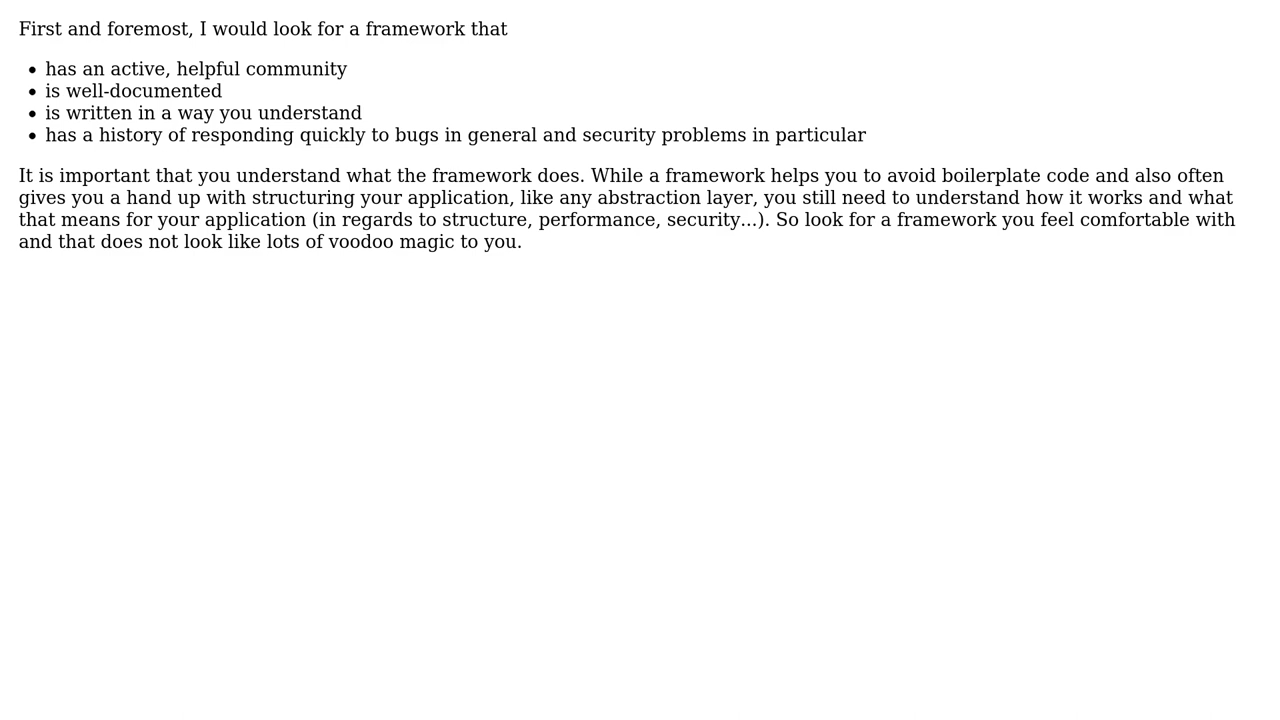 First and foremost, I would look for a framework that
• has an active, helpful community
• is well-documented
• is written in a way you understand
• has a history of responding quickly to bugs in general and security problems in particular
It is important that you understand what the framework does. While a framework helps you to avoid boilerplate code and also often
gives you a hand up with structuring your application, like any abstraction layer, you still need to understand how it works and what
that means for your application (in regards to structure, performance, security...). So look for a framework you feel comfortable with
and that does not look like lots of voodoo magic to you.